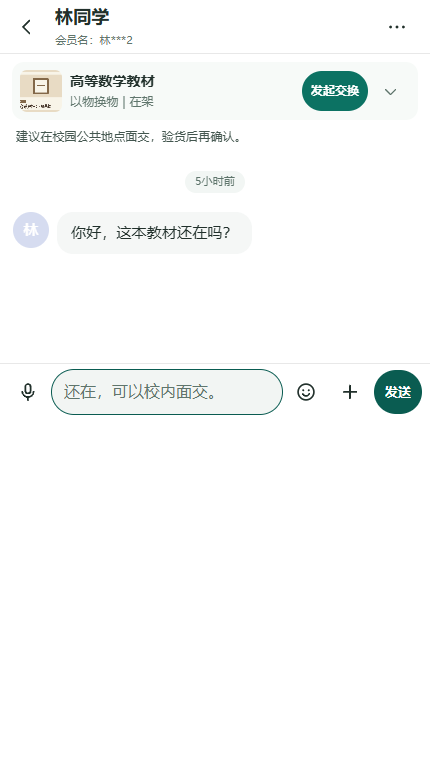 林同学
会员名：林***2
高等数学教材
以物换物 | 在架
发起交换
建议在校园公共地点面交，验货后再确认。
5小时前
林
你好，这本教材还在吗？
还在，可以校内面交。
发送